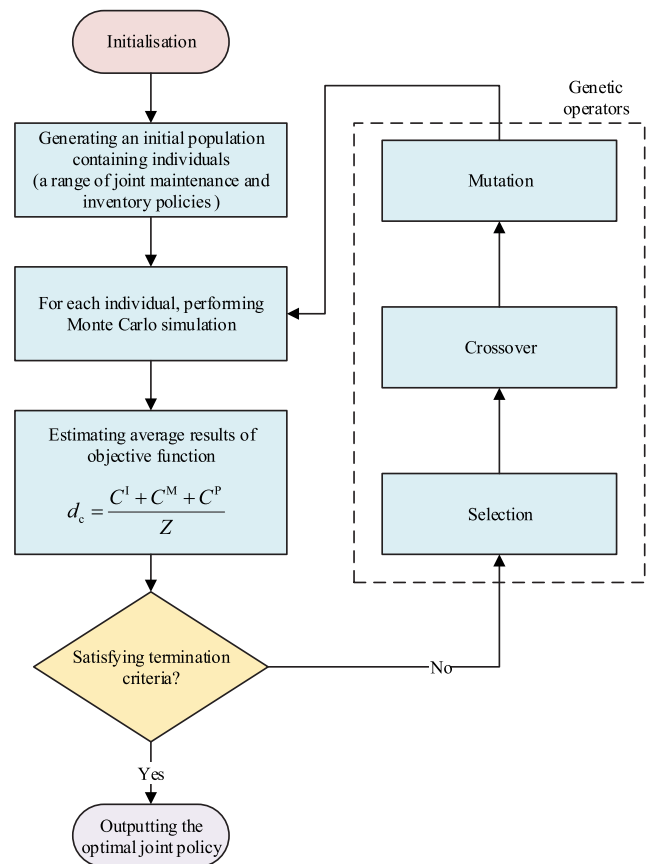 Initialisation
Generating an initial population
containing individuals
(a range of joint maintenance and
inventory policies )
For each individual, performing
Monte Carlo simulation
Estimating average results of
objective function
d_c = (C^I + C^M + C^P) / Z
Satisfying termination
criteria?
Yes
Outputting the
optimal joint policy
No
Genetic
operators
Mutation
Crossover
Selection